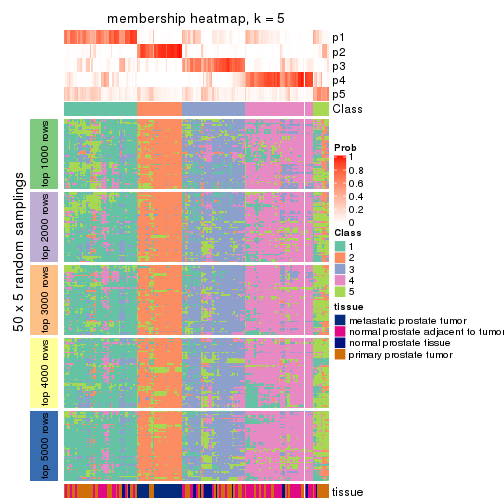 membership heatmap, k = 5
p1
p2
p3
p4
p5
Class
50 x 5 random samplings
top 1000 rows
top 2000 rows
top 3000 rows
top 4000 rows
top 5000 rows
Prob
1
0.8
0.6
0.4
0.2
0
Class
1
2
3
4
5
tissue
metastatic prostate tumor
normal prostate adjacent to tumor
normal prostate tissue
primary prostate tumor
tissue